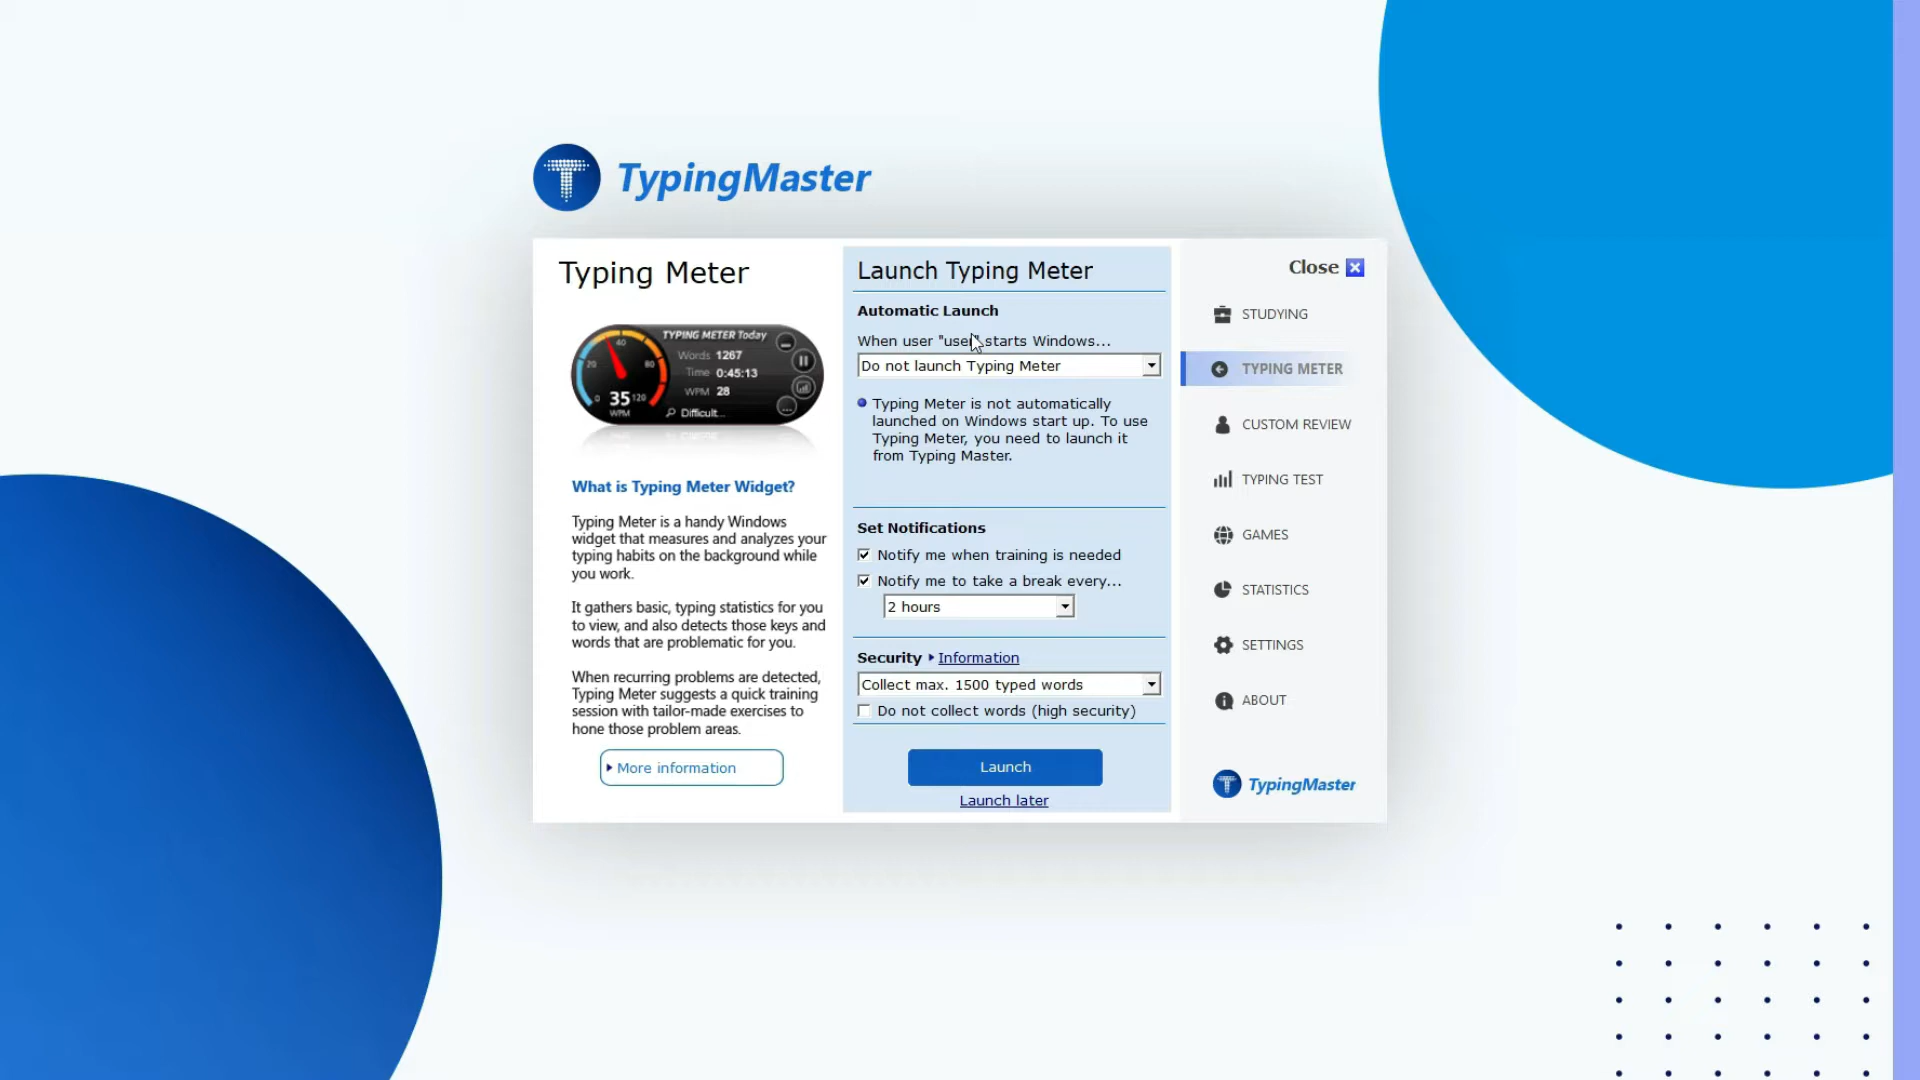 TypingMaster
Typing Meter
TYPING METER Today
Words 1267
Time 0:45:13
WPM 28
Difficult...
0 20 40 80 120
35
WPM
What is Typing Meter Widget?
Typing Meter is a handy Windows
widget that measures and analyzes your
typing habits on the background while
you work.
It gathers basic, typing statistics for you
to view, and also detects those keys and
words that are problematic for you.
When recurring problems are detected,
Typing Meter suggests a quick training
session with tailor-made exercises to
hone those problem areas.
More information
Launch Typing Meter
Automatic Launch
When user "user" starts Windows...
Do not launch Typing Meter
Typing Meter is not automatically
launched on Windows start up. To use
Typing Meter, you need to launch it
from Typing Master.
Set Notifications
Notify me when training is needed
Notify me to take a break every...
2 hours
Security Information
Collect max. 1500 typed words
Do not collect words (high security)
Launch
Launch later
Close
STUDYING
TYPING METER
CUSTOM REVIEW
TYPING TEST
GAMES
STATISTICS
SETTINGS
ABOUT
TypingMaster